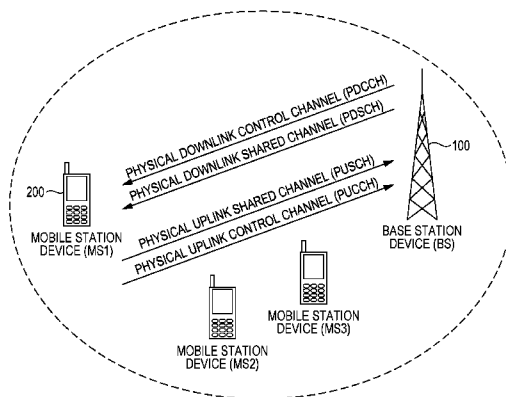 PHYSICAL DOWNLINK CONTROL CHANNEL (PDCCH)
PHYSICAL DOWNLINK SHARED CHANNEL (PDSCH)
100
200
PHYSICAL UPLINK SHARED CHANNEL (PUSCH)
PHYSICAL UPLINK CONTROL CHANNEL (PUCCH)
MOBILE STATION
DEVICE (MS1)
BASE STATION
DEVICE (BS)
MOBILE STATION
DEVICE (MS3)
MOBILE STATION
DEVICE (MS2)